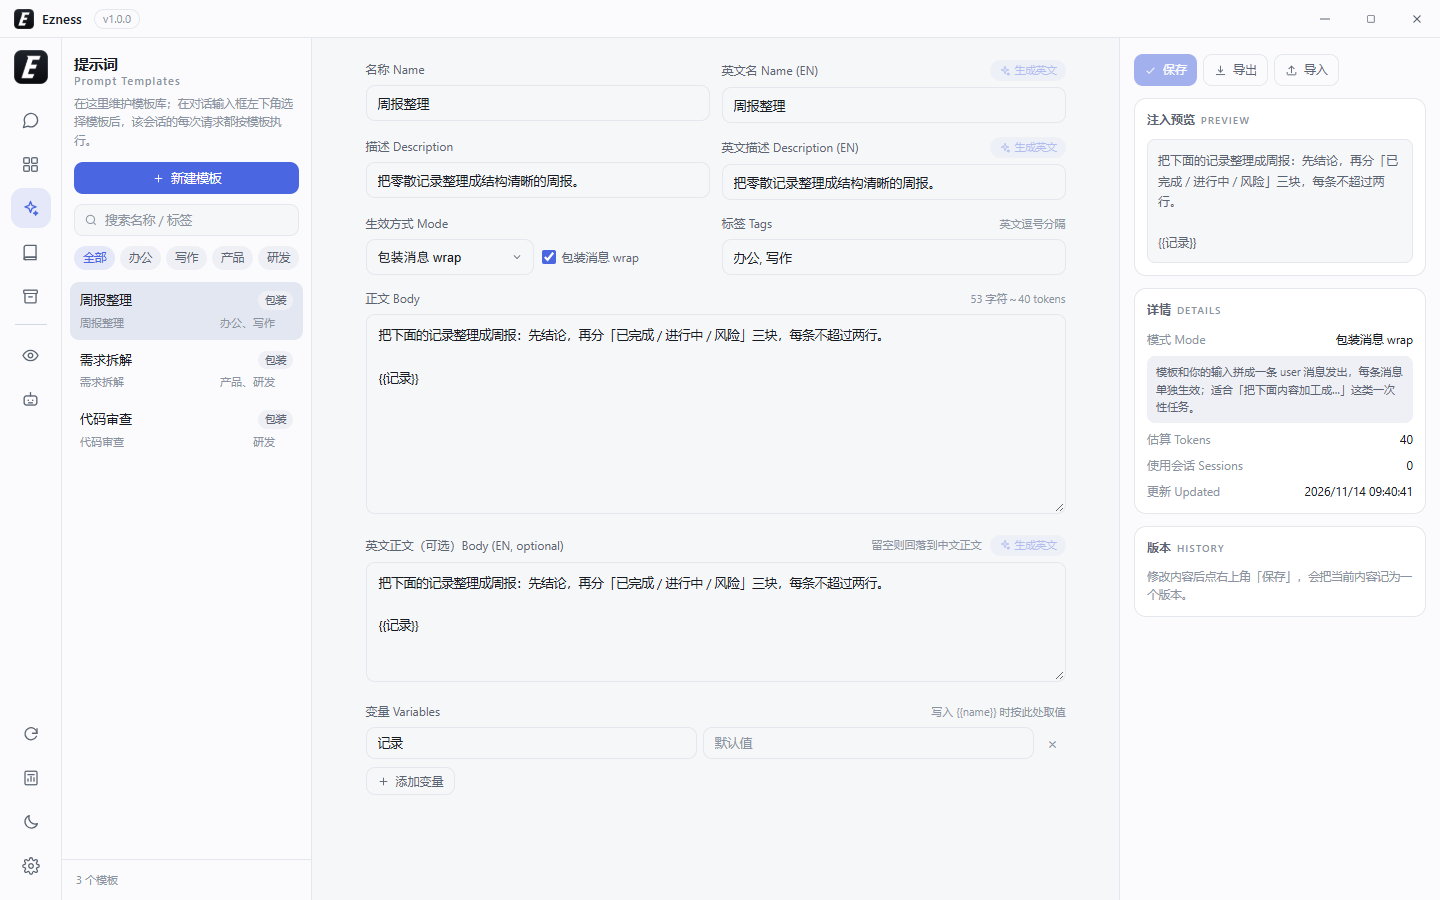 Ezness v1.0.0
提示词
Prompt Templates
在这里维护模板库；在对话输入框左下角选
择模板后，该会话的每次请求都按模板执
行。
+ 新建模板
搜索名称 / 标签
全部 办公 写作 产品 研发
周报整理 包装
周报整理 办公、写作
需求拆解 包装
需求拆解 产品、研发
代码审查 包装
代码审查 研发
3 个模板
名称 Name
周报整理
英文名 Name (EN) 生成英文
周报整理
描述 Description
把零散记录整理成结构清晰的周报。
英文描述 Description (EN) 生成英文
把零散记录整理成结构清晰的周报。
生效方式 Mode
包装消息 wrap 包装消息 wrap
标签 Tags 英文逗号分隔
办公, 写作
正文 Body 53 字符 ~ 40 tokens
把下面的记录整理成周报：先结论，再分「已完成 / 进行中 / 风险」三块，每条不超过两行。
{{记录}}
英文正文（可选）Body (EN, optional) 留空则回落到中文正文 生成英文
把下面的记录整理成周报：先结论，再分「已完成 / 进行中 / 风险」三块，每条不超过两行。
{{记录}}
变量 Variables 写入 {{name}} 时按此处取值
记录 默认值
+ 添加变量
保存 导出 导入
注入预览 PREVIEW
把下面的记录整理成周报：先结论，再分「已
完成 / 进行中 / 风险」三块，每条不超过两
行。
{{记录}}
详情 DETAILS
模式 Mode 包装消息 wrap
模板和你的输入拼成一条 user 消息发出，每条消息
单独生效；适合「把下面内容加工成…」这类一次
性任务。
估算 Tokens 40
使用会话 Sessions 0
更新 Updated 2026/11/14 09:40:41
版本 HISTORY
修改内容后点右上角「保存」，会把当前内容记为一
个版本。